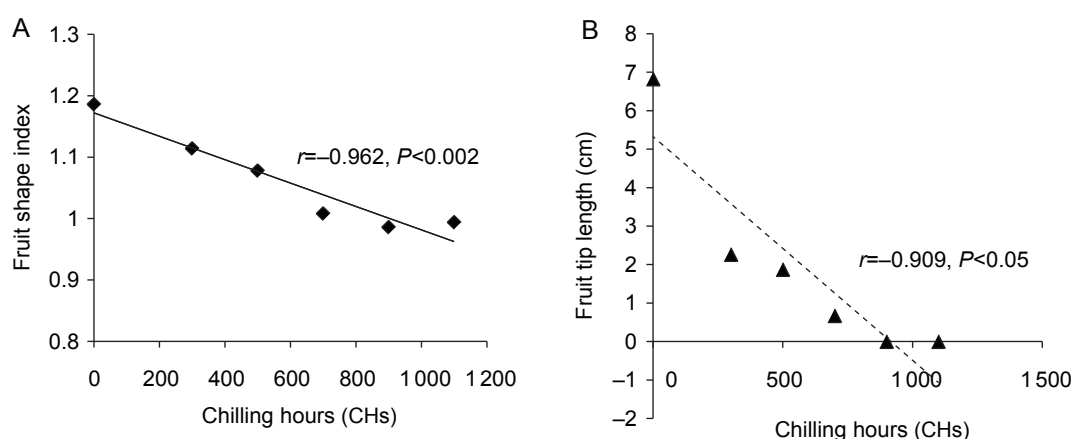 A
1.3
1.2
1.1
1
0.9
0.8
Fruit shape index
r=–0.962, P<0.002
0 200 400 600 800 1 000 1 200
Chilling hours (CHs)
B
8
7
6
5
4
3
2
1
0
–1
–2
Fruit tip length (cm)
r=–0.909, P<0.05
0 500 1 000 1 500
Chilling hours (CHs)